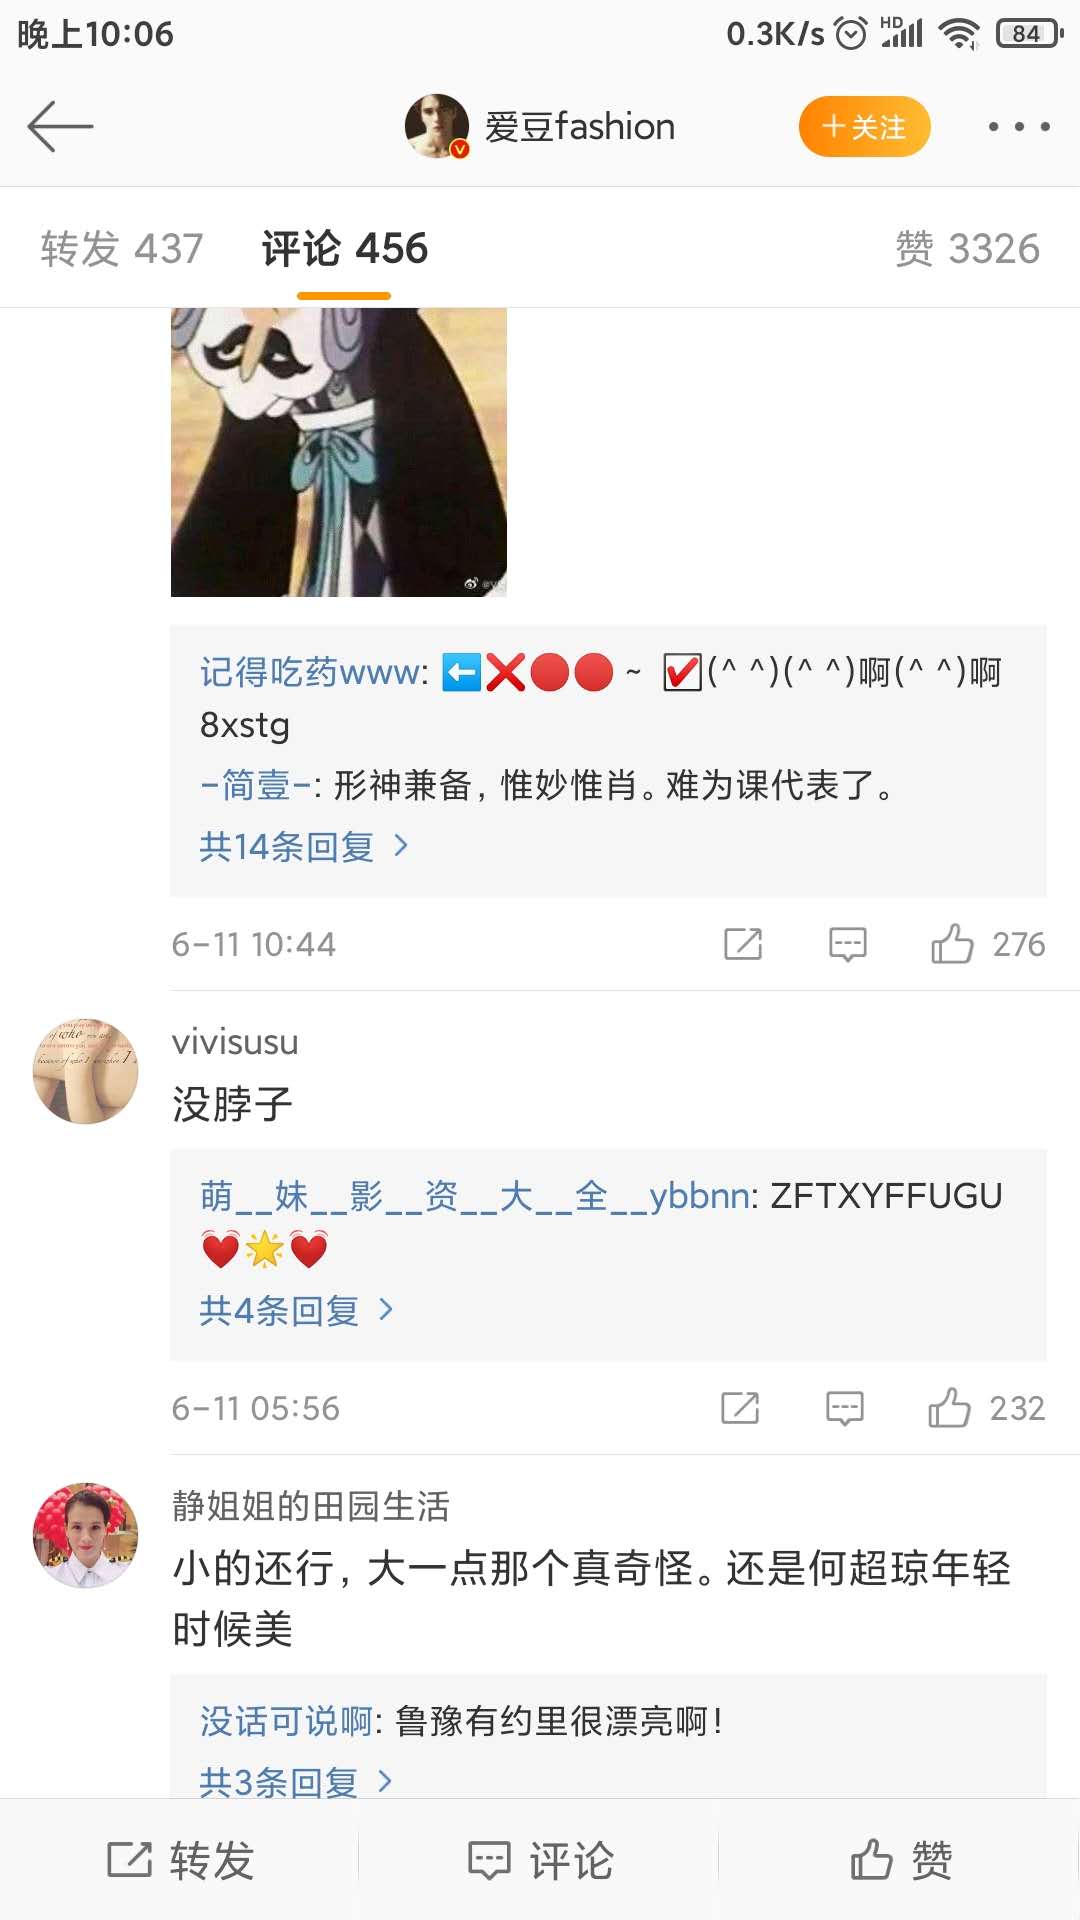 晚上10:06
0.3K/s HD 84
爱豆fashion
+关注
转发 437 评论 456 赞 3326
记得吃药www: ⬅️❌🔴🔴 ~ ☑(^ ^)(^ ^)啊(^ ^)啊
8xstg
-简壹-: 形神兼备, 惟妙惟肖。难为课代表了。
共14条回复 >
6-11 10:44 276
vivisusu
没脖子
萌__妹__影__资__大__全__ybbnn: ZFTXYFFUGU
💓🌟💓
共4条回复 >
6-11 05:56 232
静姐姐的田园生活
小的还行, 大一点那个真奇怪。还是何超琼年轻
时候美
没话可说啊: 鲁豫有约里很漂亮啊!
共3条回复 >
转发 评论 赞